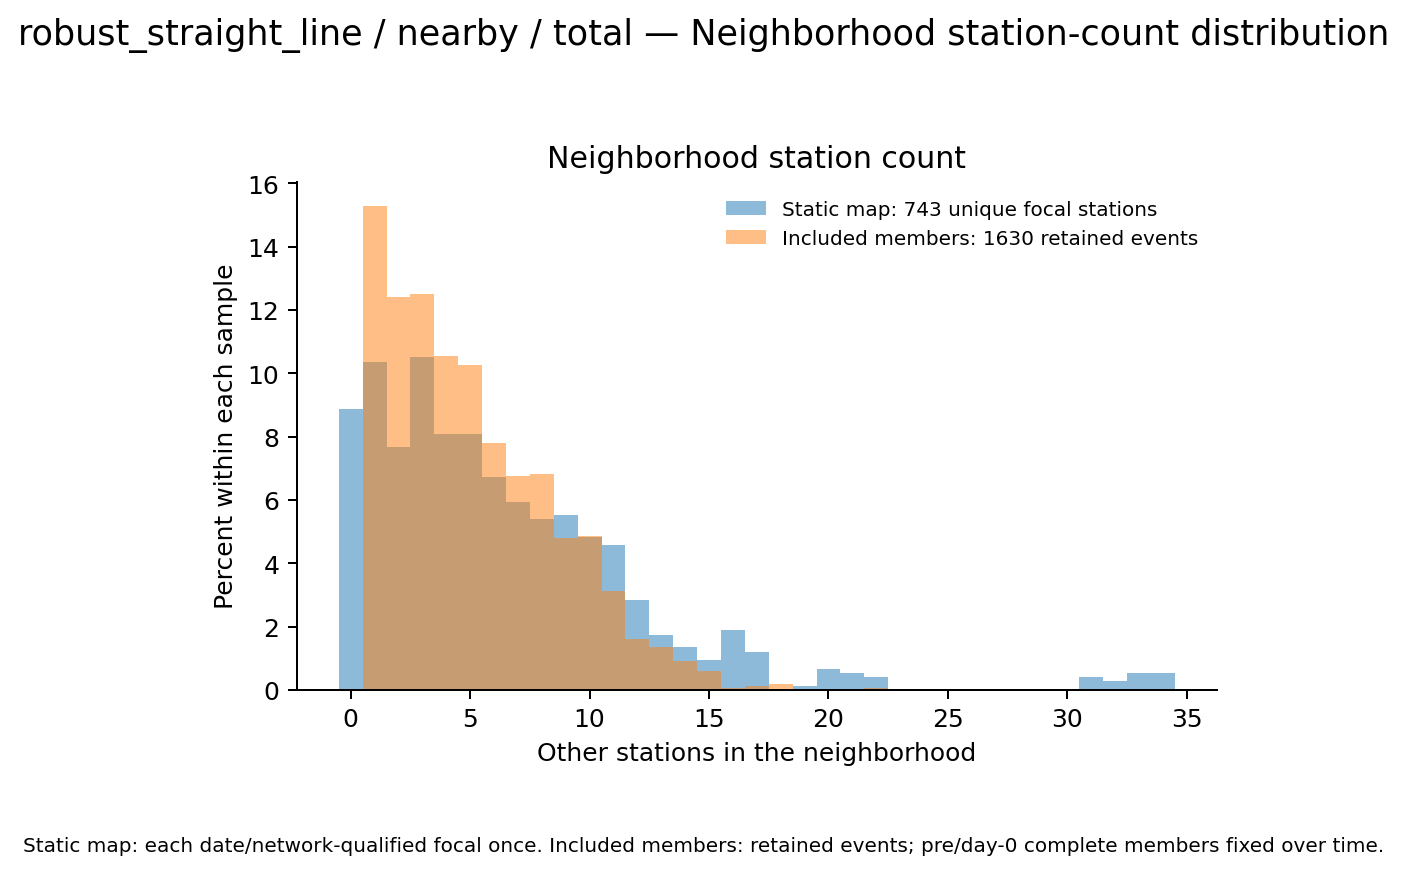 robust_straight_line / nearby / total — Neighborhood station-count distribution
Neighborhood station count
Static map: 743 unique focal stations
Included members: 1630 retained events
Percent within each sample
16
14
12
10
8
6
4
2
0
0 5 10 15 20 25 30 35
Other stations in the neighborhood
Static map: each date/network-qualified focal once. Included members: retained events; pre/day-0 complete members fixed over time.